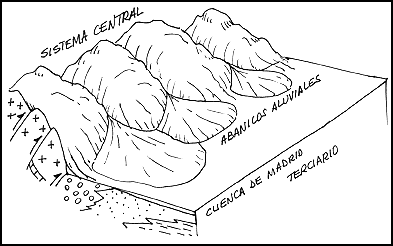 SISTEMA CENTRAL
ABANICOS ALUVIALES
CUENCA DE MADRID
TERCIARIO